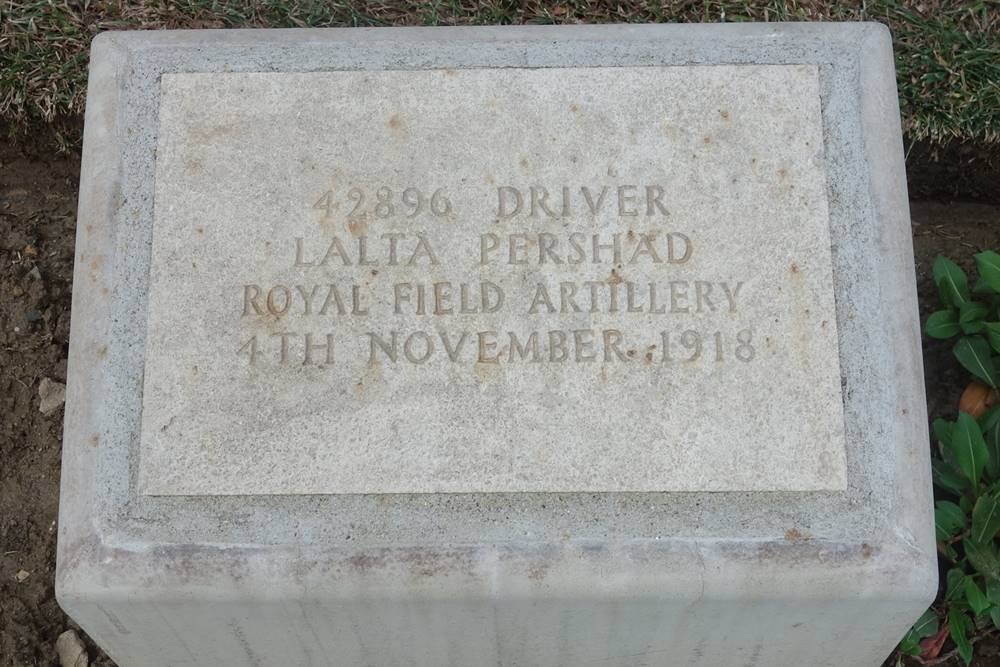 42896 DRIVER
LALTA PERSHAD
ROYAL FIELD ARTILLERY
4TH NOVEMBER 1918